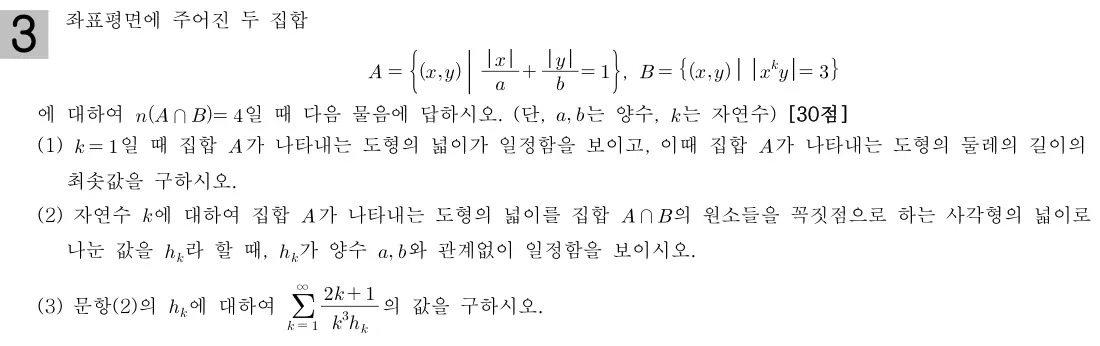 3 좌표평면에 주어진 두 집합
A = {(x,y) | |x|/a + |y|/b = 1}, B = {(x,y) | |x^k y| = 3}
에 대하여 n(A∩B)=4일 때 다음 물음에 답하시오. (단, a, b는 양수, k는 자연수) [30점]
(1) k=1일 때 집합 A가 나타내는 도형의 넓이가 일정함을 보이고, 이때 집합 A가 나타내는 도형의 둘레의 길이의
최솟값을 구하시오.
(2) 자연수 k에 대하여 집합 A가 나타내는 도형의 넓이를 집합 A∩B의 원소들을 꼭짓점으로 하는 사각형의 넓이로
나눈 값을 h_k라 할 때, h_k가 양수 a, b와 관계없이 일정함을 보이시오.
(3) 문항(2)의 h_k에 대하여 ∑_{k=1}^{∞} (2k+1)/(k^3 h_k)의 값을 구하시오.